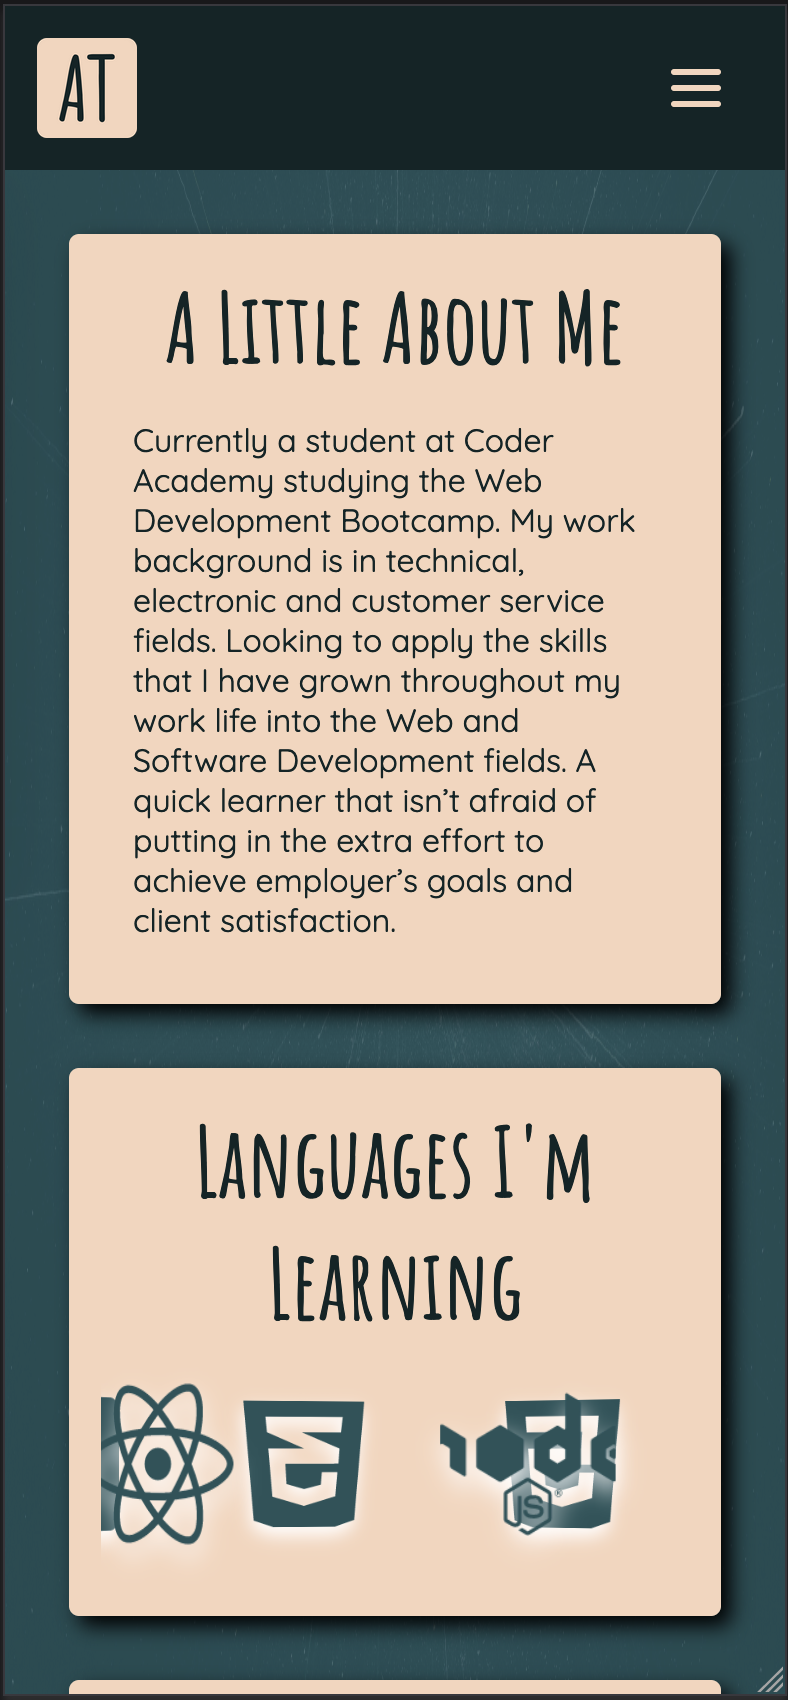 AT
A Little About Me
Currently a student at Coder
Academy studying the Web
Development Bootcamp. My work
background is in technical,
electronic and customer service
fields. Looking to apply the skills
that I have grown throughout my
work life into the Web and
Software Development fields. A
quick learner that isn’t afraid of
putting in the extra effort to
achieve employer’s goals and
client satisfaction.
Languages I'm
Learning
node
JS